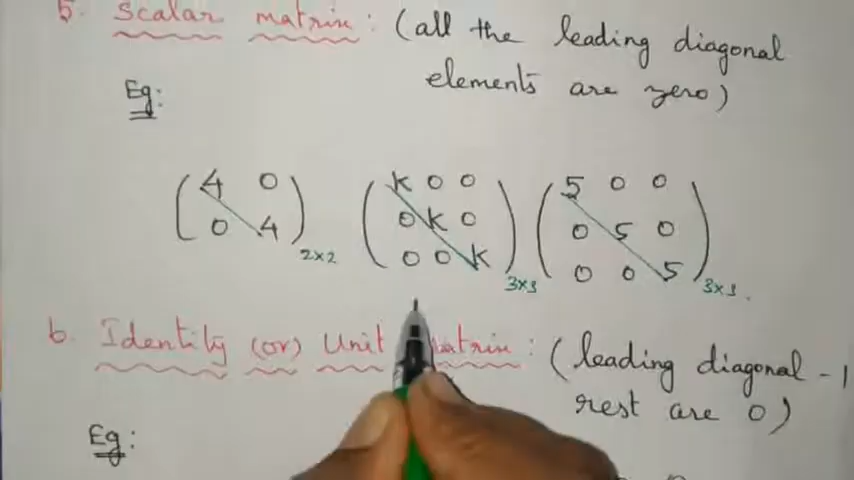 5. Scalar matrix: (all the leading diagonal
elements are zero)
Eg:
4 0 K 0 0 5 0 0
0 4 0 K 0 0 5 0
2x2 0 0 K 3x3 0 0 5 3x3.
6. Identity (or) Unit matrix: (leading diagonal - 1
rest are 0)
Eg: